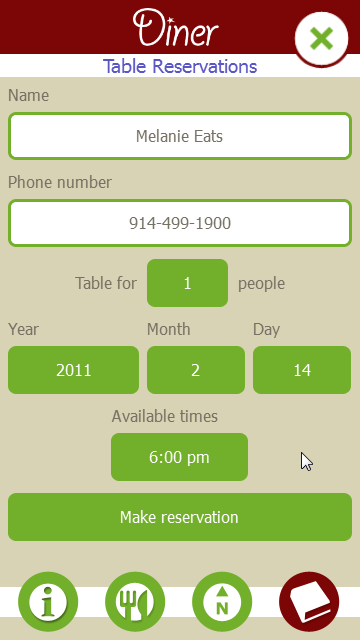 Diner
Table Reservations
Name
Melanie Eats
Phone number
914-499-1900
Table for 1 people
Year Month Day
2011 2 14
Available times
6:00 pm
Make reservation
i N